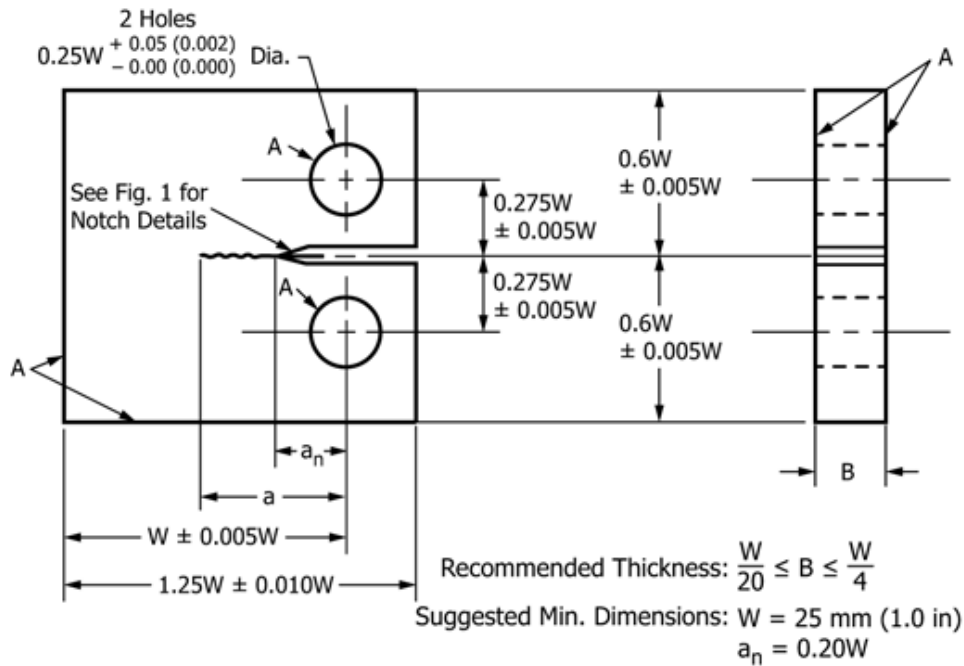 2 Holes
0.25W + 0.05 (0.002) Dia.
− 0.00 (0.000)
A
A
See Fig. 1 for
Notch Details
0.6W
± 0.005W
0.275W
± 0.005W
A
0.275W
± 0.005W
0.6W
± 0.005W
A
aₙ
a
B
W ± 0.005W
1.25W ± 0.010W
Recommended Thickness: W/20 ≤ B ≤ W/4
Suggested Min. Dimensions: W = 25 mm (1.0 in)
aₙ = 0.20W